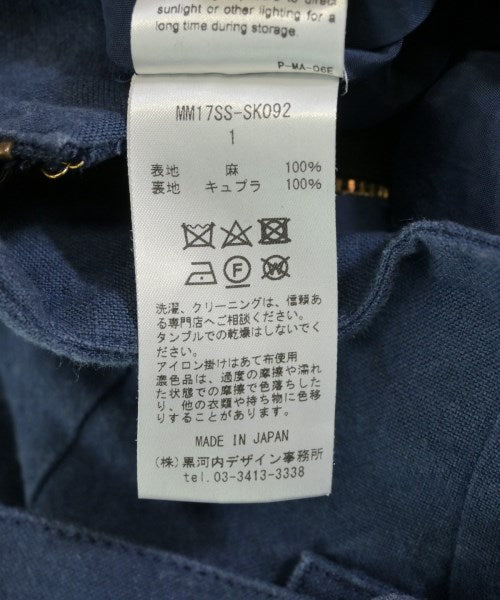 to direct
sunlight or other lighting for a
long time during storage.
P-MA-06E
MM17SS-SK092
1
表地 麻 100%
裏地 キュプラ 100%
F
W
洗濯、クリーニングは、信頼あ
る専門店へご相談ください。
タンブルでの乾燥はしないでく
ださい。
アイロン掛けはあて布使用
濃色品は、過度の摩擦や濡れ
た状態での摩擦で色落ちした
り、他の衣類や持ち物に色移
りすることがあります。
MADE IN JAPAN
(株)黒河内デザイン事務所
tel.03-3413-3338